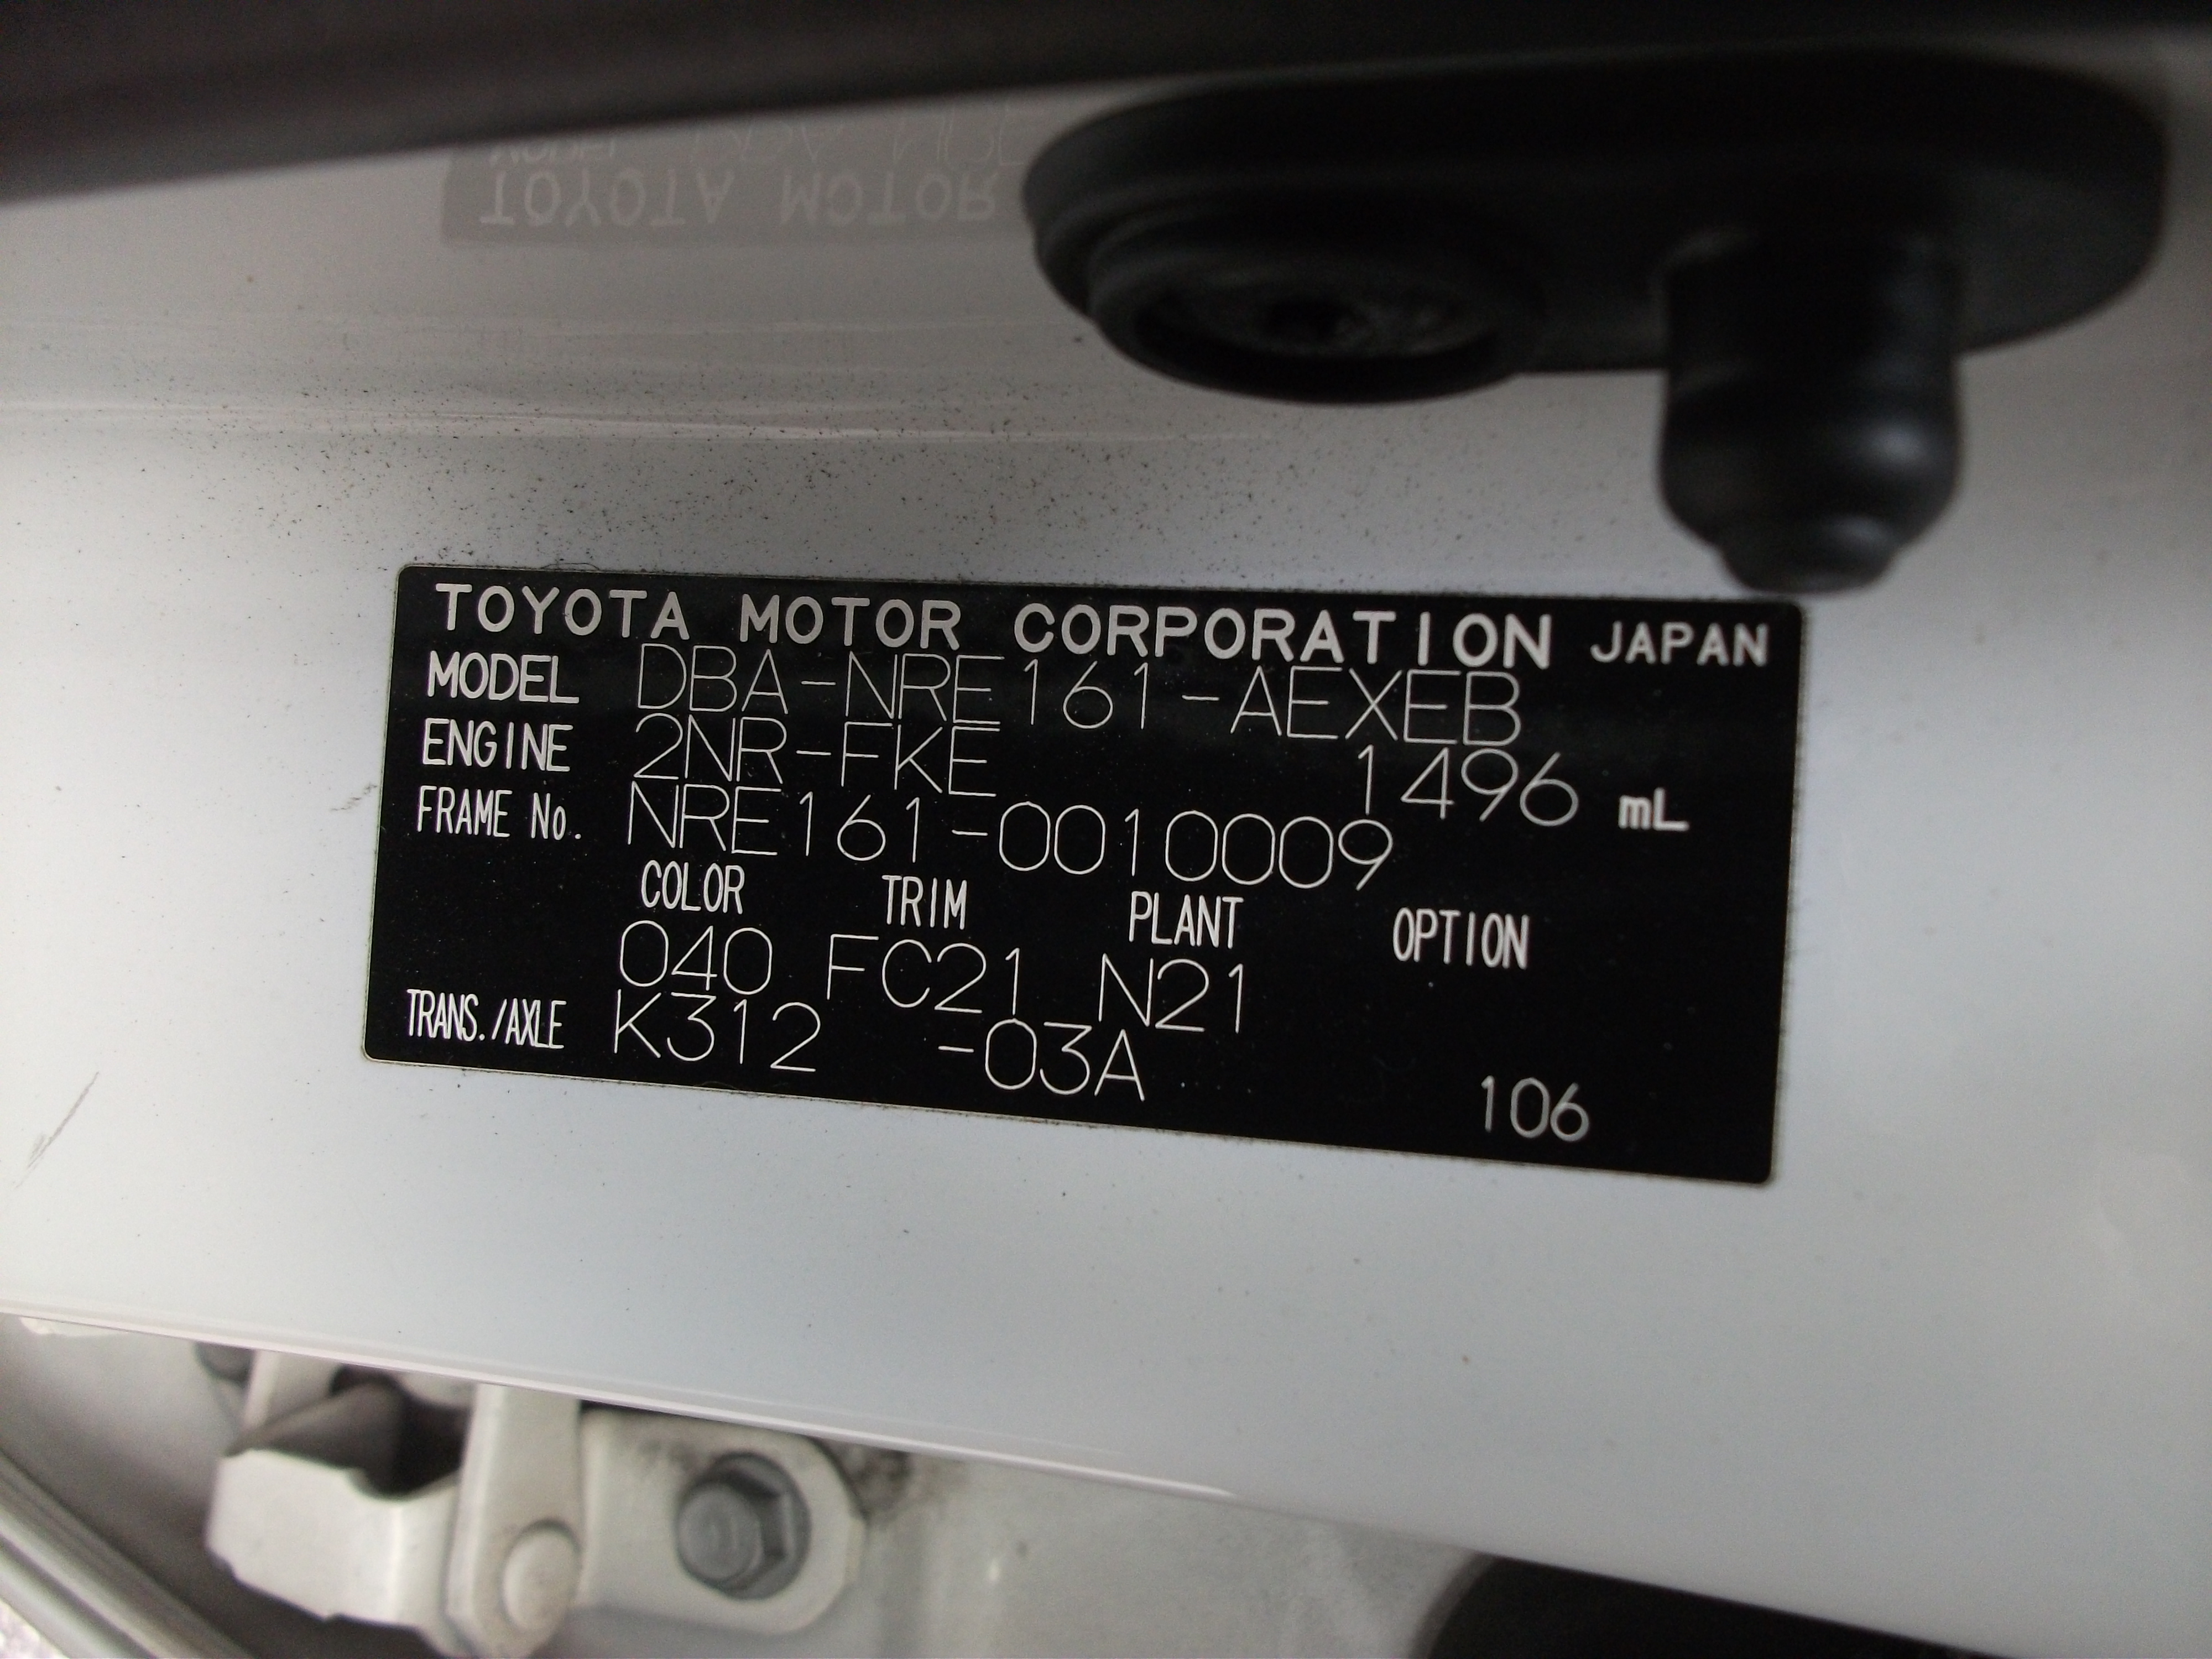 TOYOTA MOTOR CORPORATION JAPAN
MODEL DBA-NRE161-AEXEB
ENGINE 2NR-FKE 1496 mL
FRAME No. NRE161-0010009
COLOR TRIM PLANT OPTION
040 FC21 N21
TRANS./AXLE K312 -03A
106